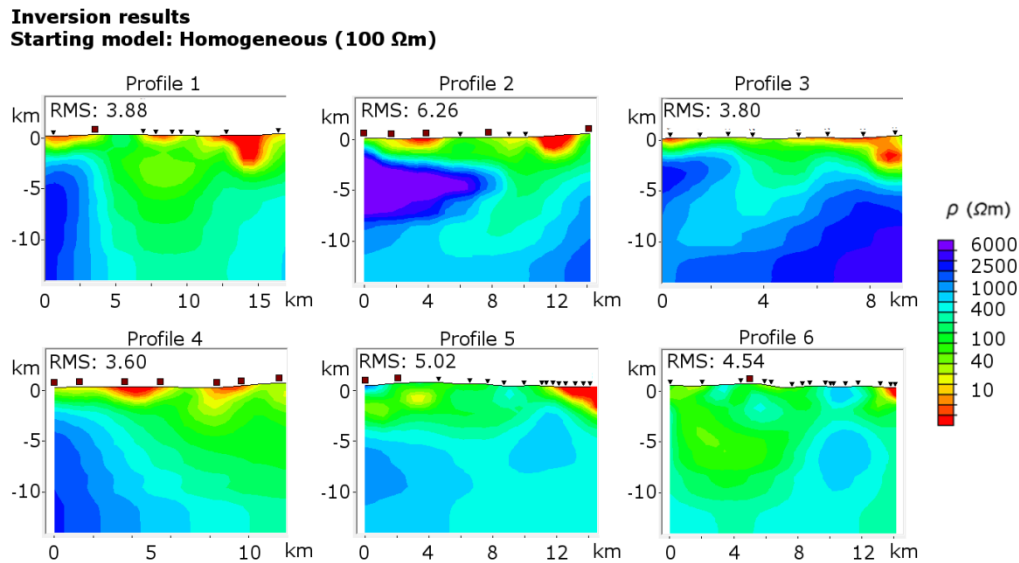 Inversion results
Starting model: Homogeneous (100 Ωm)
Profile 1
RMS: 3.88
km
0
-5
-10
0 5 10 15 km
Profile 2
RMS: 6.26
km
0
-5
-10
0 4 8 12 km
Profile 3
RMS: 3.80
km
0
-5
-10
0 4 8 km
Profile 4
RMS: 3.60
km
0
-5
-10
0 5 10 km
Profile 5
RMS: 5.02
km
0
-5
-10
0 4 8 12 km
Profile 6
RMS: 4.54
km
0
-5
-10
0 4 8 12 km
ρ (Ωm)
6000
2500
1000
400
100
40
10